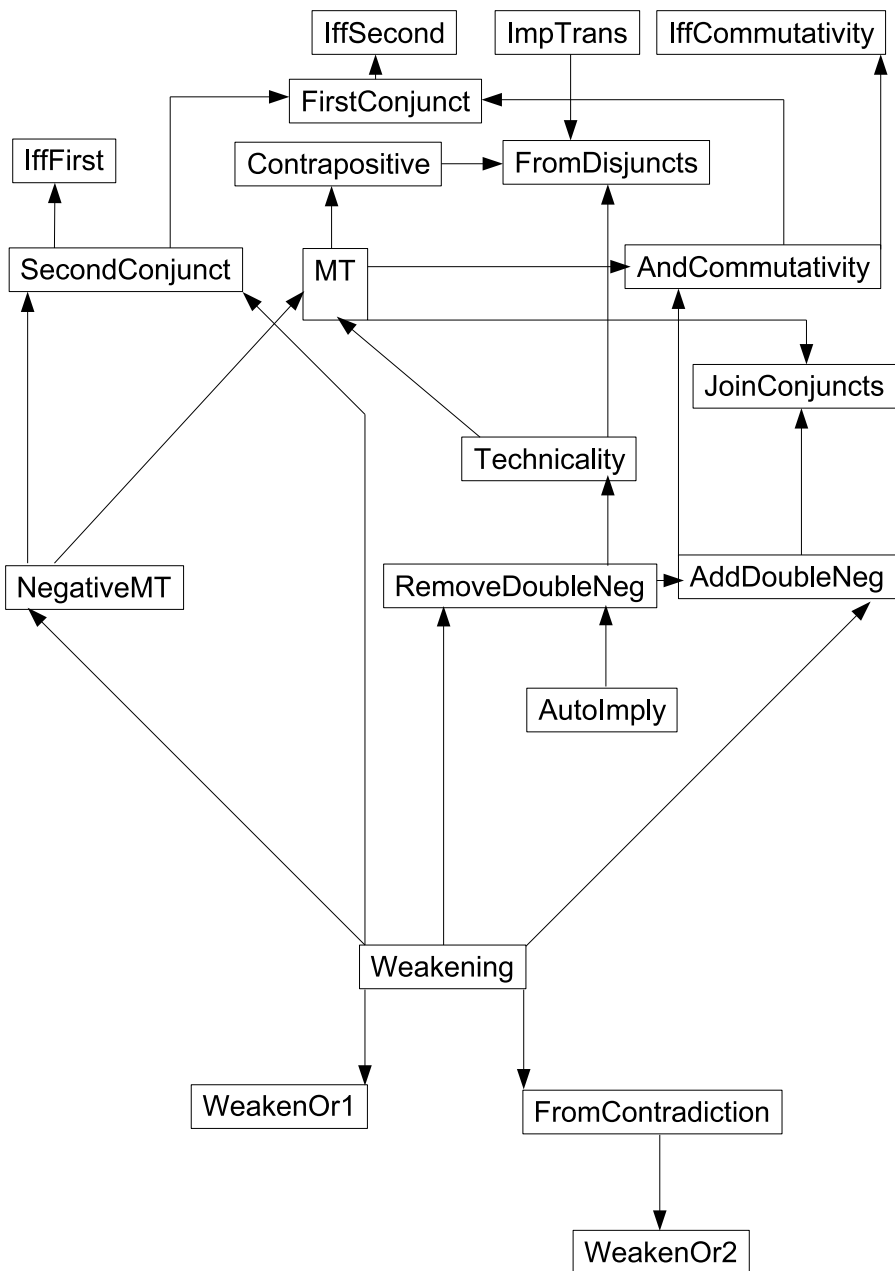 IffSecond
ImpTrans
IffCommutativity
FirstConjunct
IffFirst
Contrapositive
FromDisjuncts
SecondConjunct
MT
AndCommutativity
JoinConjuncts
Technicality
NegativeMT
RemoveDoubleNeg
AddDoubleNeg
AutoImply
Weakening
WeakenOr1
FromContradiction
WeakenOr2